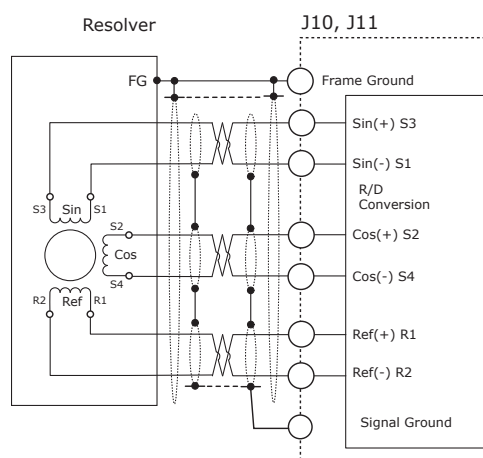 Resolver
J10, J11
FG
Frame Ground
Sin(+) S3
Sin(-) S1
R/D
Conversion
S3 Sin S1
S2
Cos
S4
Cos(+) S2
Cos(-) S4
R2 Ref R1
Ref(+) R1
Ref(-) R2
Signal Ground